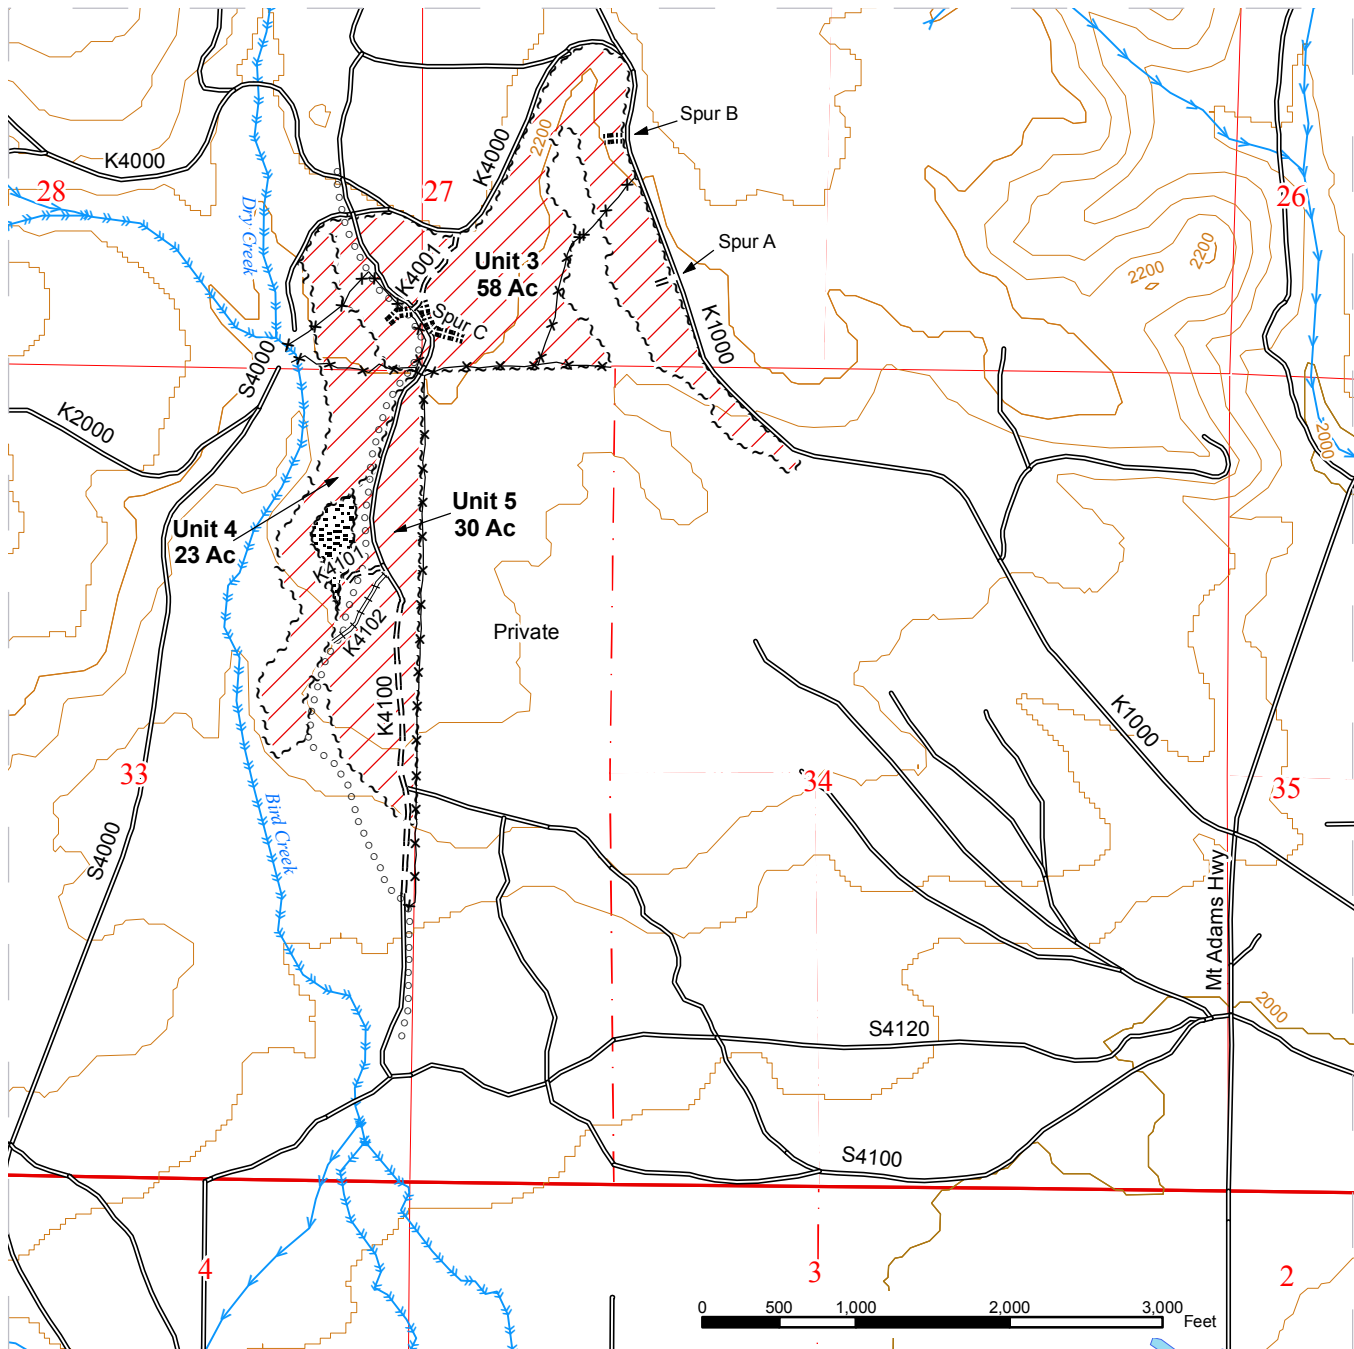 Spur B
K4000
K4000
2200
28
27
26
Dry Creek
Spur A
2200
2200
K4001
Unit 3
58 Ac
Spur C
K1000
S4000
K2000
2000
Unit 5
30 Ac
Unit 4
23 Ac
K4101
K4102
Private
K4100
K1000
33
34
35
Bird Creek
S4000
Mt Adams Hwy
2000
S4120
S4100
4
3
2
0 500 1,000 2,000 3,000
Feet